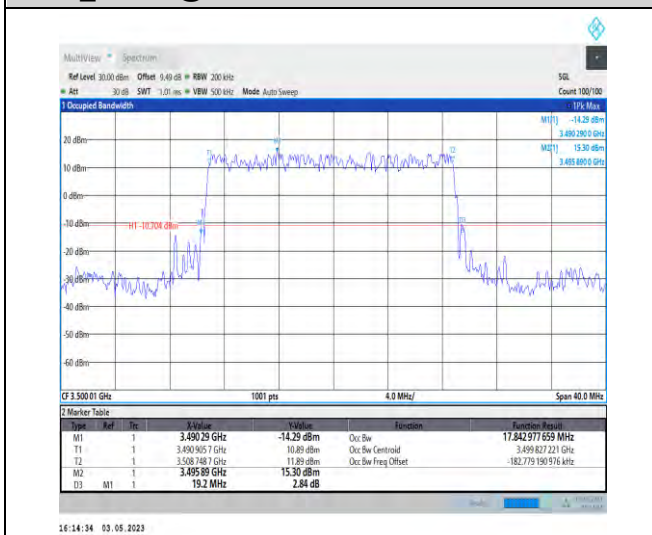 MultiView Spectrum
Ref Level 30.00 dBm Offset 9.49 dB RBW 200 kHz SGL
Att 30 dB SWT 1.01 ms VBW 500 kHz Mode Auto Sweep Count 100/100
1 Occupied Bandwidth 1Pk Max
M1[1] -14.29 dBm
3.490 290 0 GHz
M2[1] 15.30 dBm
3.495 890 0 GHz
20 dBm
10 dBm
0 dBm
-10 dBm
H1 -10.704 dBm
-20 dBm
-30 dBm
-40 dBm
-50 dBm
-60 dBm
T1
M2
T2
D3
CF 3.500 01 GHz 1001 pts 4.0 MHz/ Span 40.0 MHz
2 Marker Table
Type Ref Trc X-Value Y-Value Function Function Result
M1 1 3.490 29 GHz -14.29 dBm Occ Bw 17.842 977 659 MHz
T1 1 3.490 905 7 GHz 10.89 dBm Occ Bw Centroid 3.499 827 221 GHz
T2 1 3.508 748 7 GHz 11.89 dBm Occ Bw Freq Offset -182.779 190 976 kHz
M2 1 3.495 89 GHz 15.30 dBm
D3 M1 1 19.2 MHz 2.84 dB
16:14:34 03.05.2023